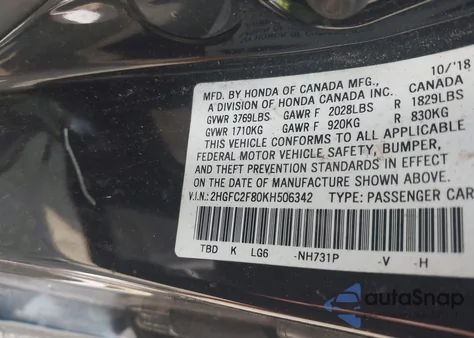 MFD. BY HONDA OF CANADA MFG., 10/'18
A DIVISION OF HONDA CANADA INC. CANADA
GVWR 3769LBS GAWR F 2028LBS R 1829LBS
GVWR 1710KG GAWR F 920KG R 830KG
THIS VEHICLE CONFORMS TO ALL APPLICABLE
FEDERAL MOTOR VEHICLE SAFETY, BUMPER,
AND THEFT PREVENTION STANDARDS IN EFFECT
ON THE DATE OF MANUFACTURE SHOWN ABOVE.
V.I.N.: 2HGFC2F80KH506342 TYPE: PASSENGER CAR
TBD K LG6 -NH731P -V -H
autoSnap